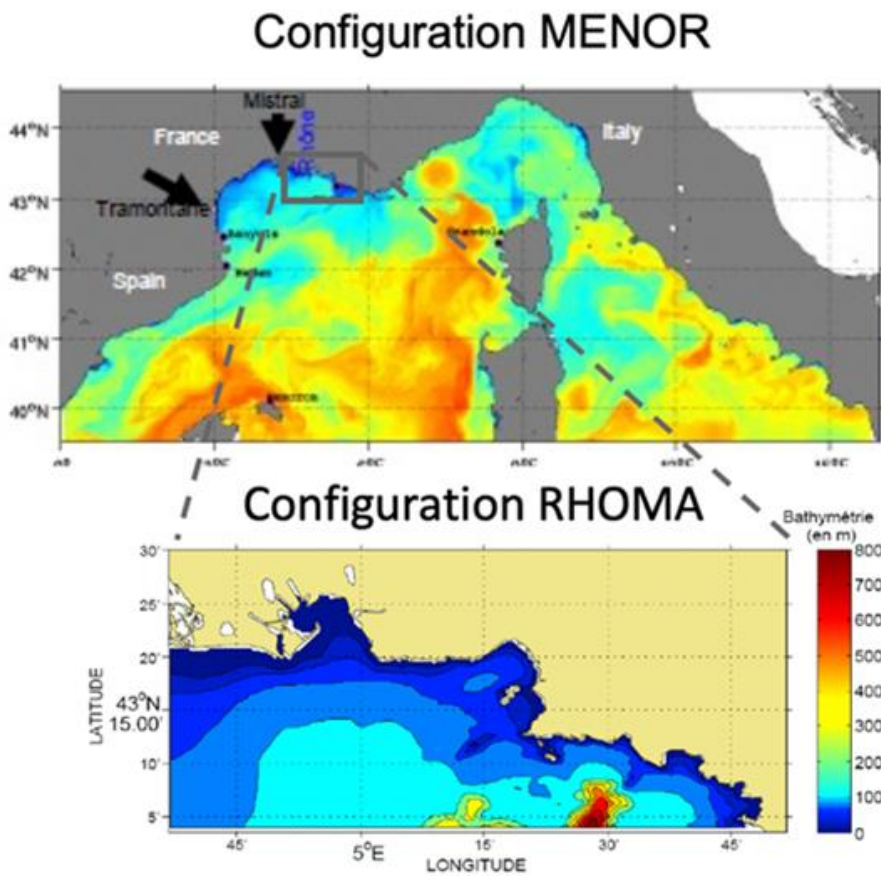 Configuration MENOR
44°N
Mistral
France
Rhône
Italy
43°N
Tramontane
42°N
Spain
41°N
40°N
Configuration RHOMA
Bathymétrie
(en m)
30'
25'
20'
43°N
15.00'
10'
5'
LATITUDE
45'
5°E
15'
30'
45'
LONGITUDE
800
700
600
500
400
300
200
100
0